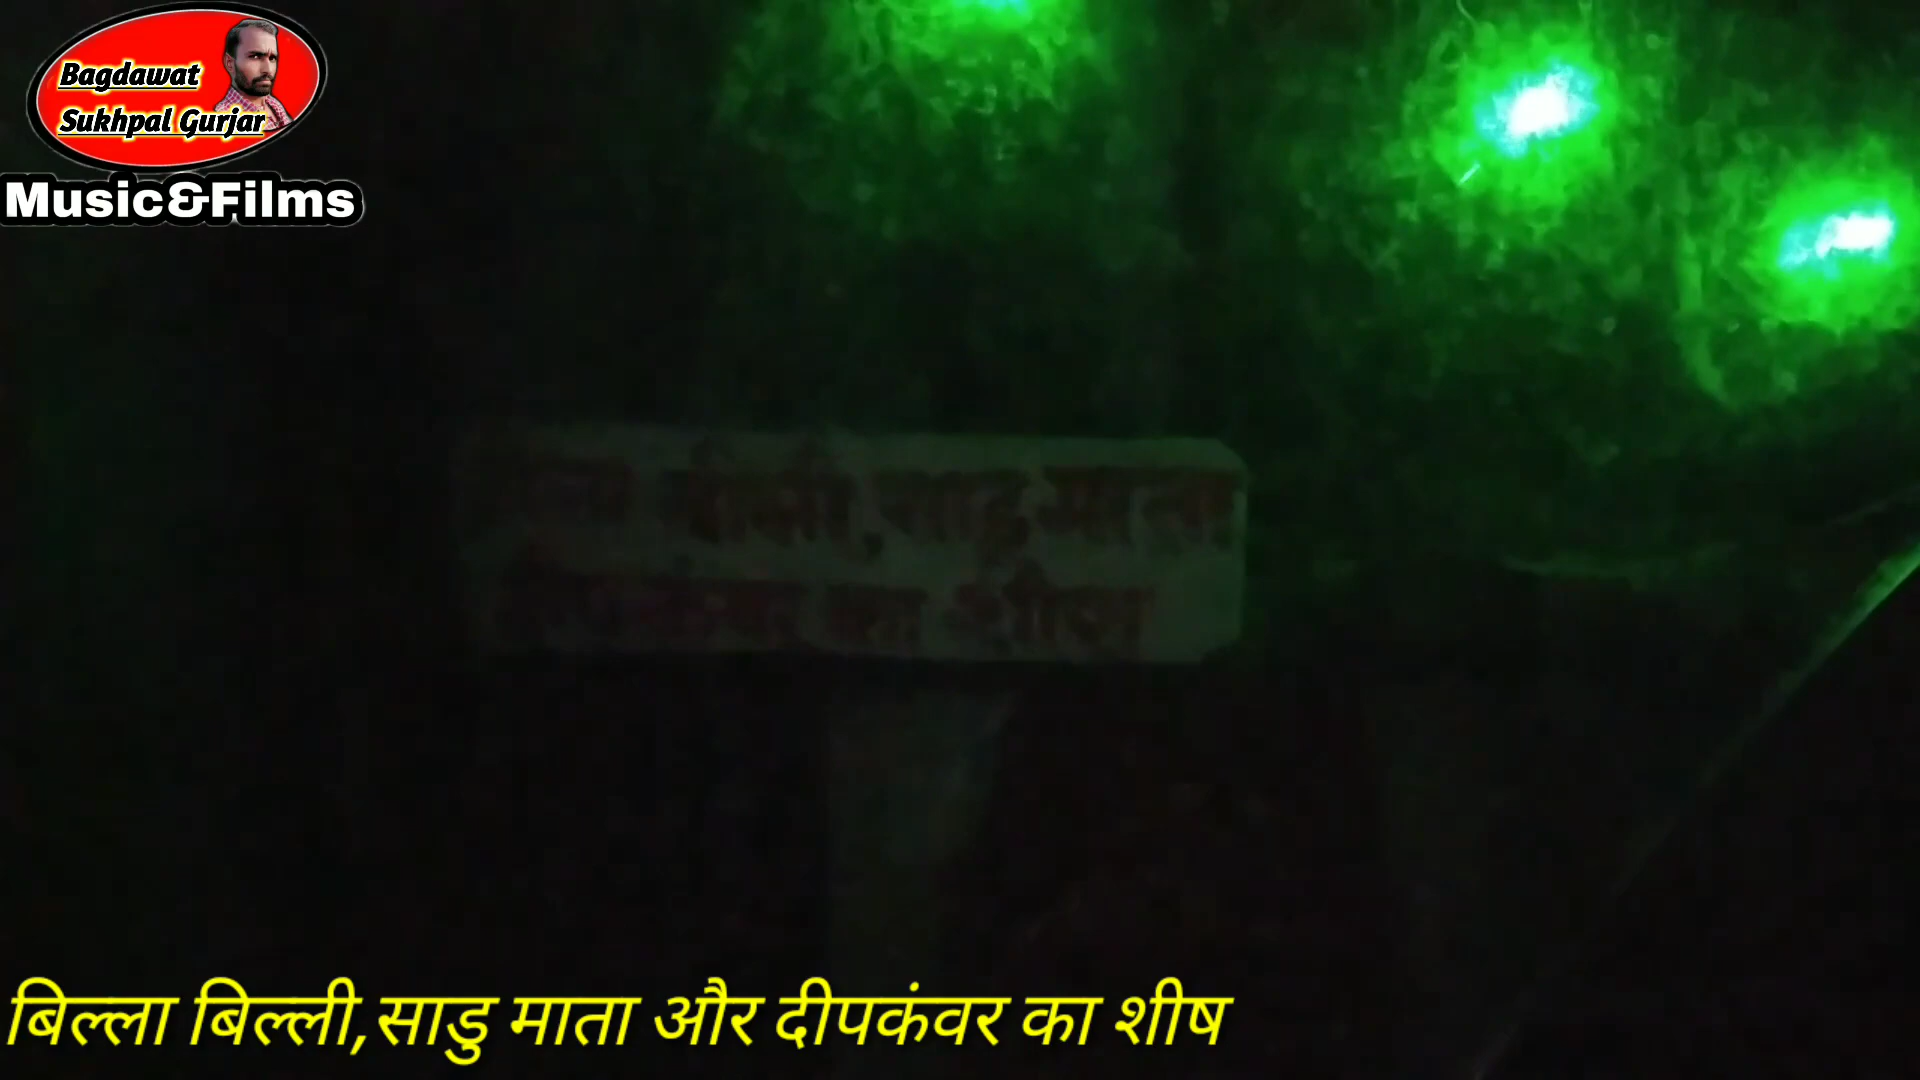 Bagdawat
Sukhpal Gurjar
Music&Films
साडु माता
का शीष
बिल्ला बिल्ली,साडु माता और दीपकंवर का शीष